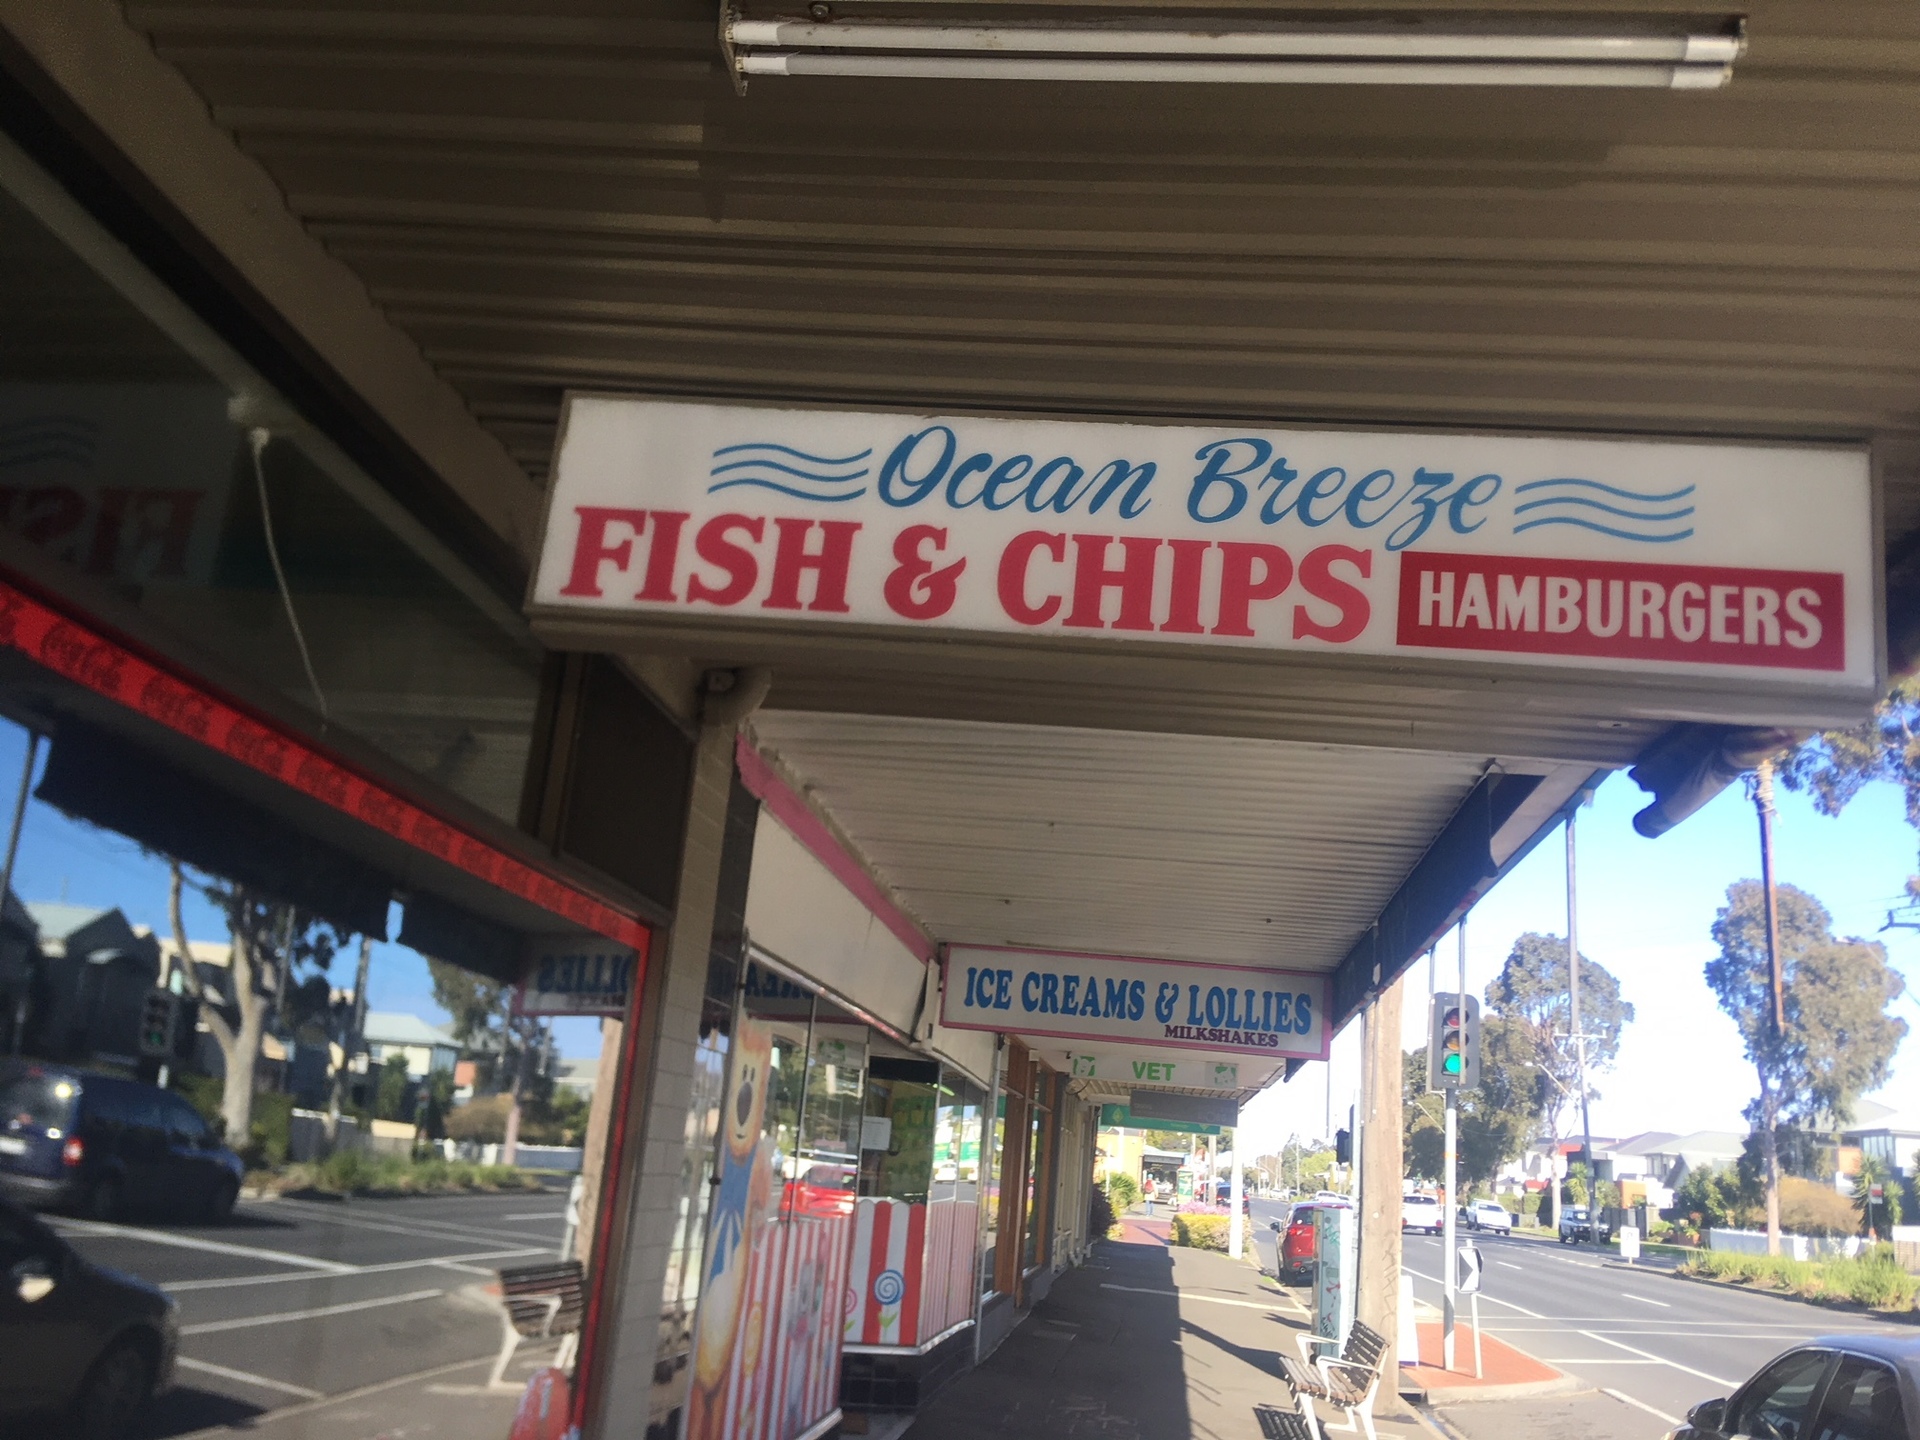 Ocean Breeze
FISH & CHIPS HAMBURGERS
ICE CREAMS & LOLLIES
MILKSHAKES
VET